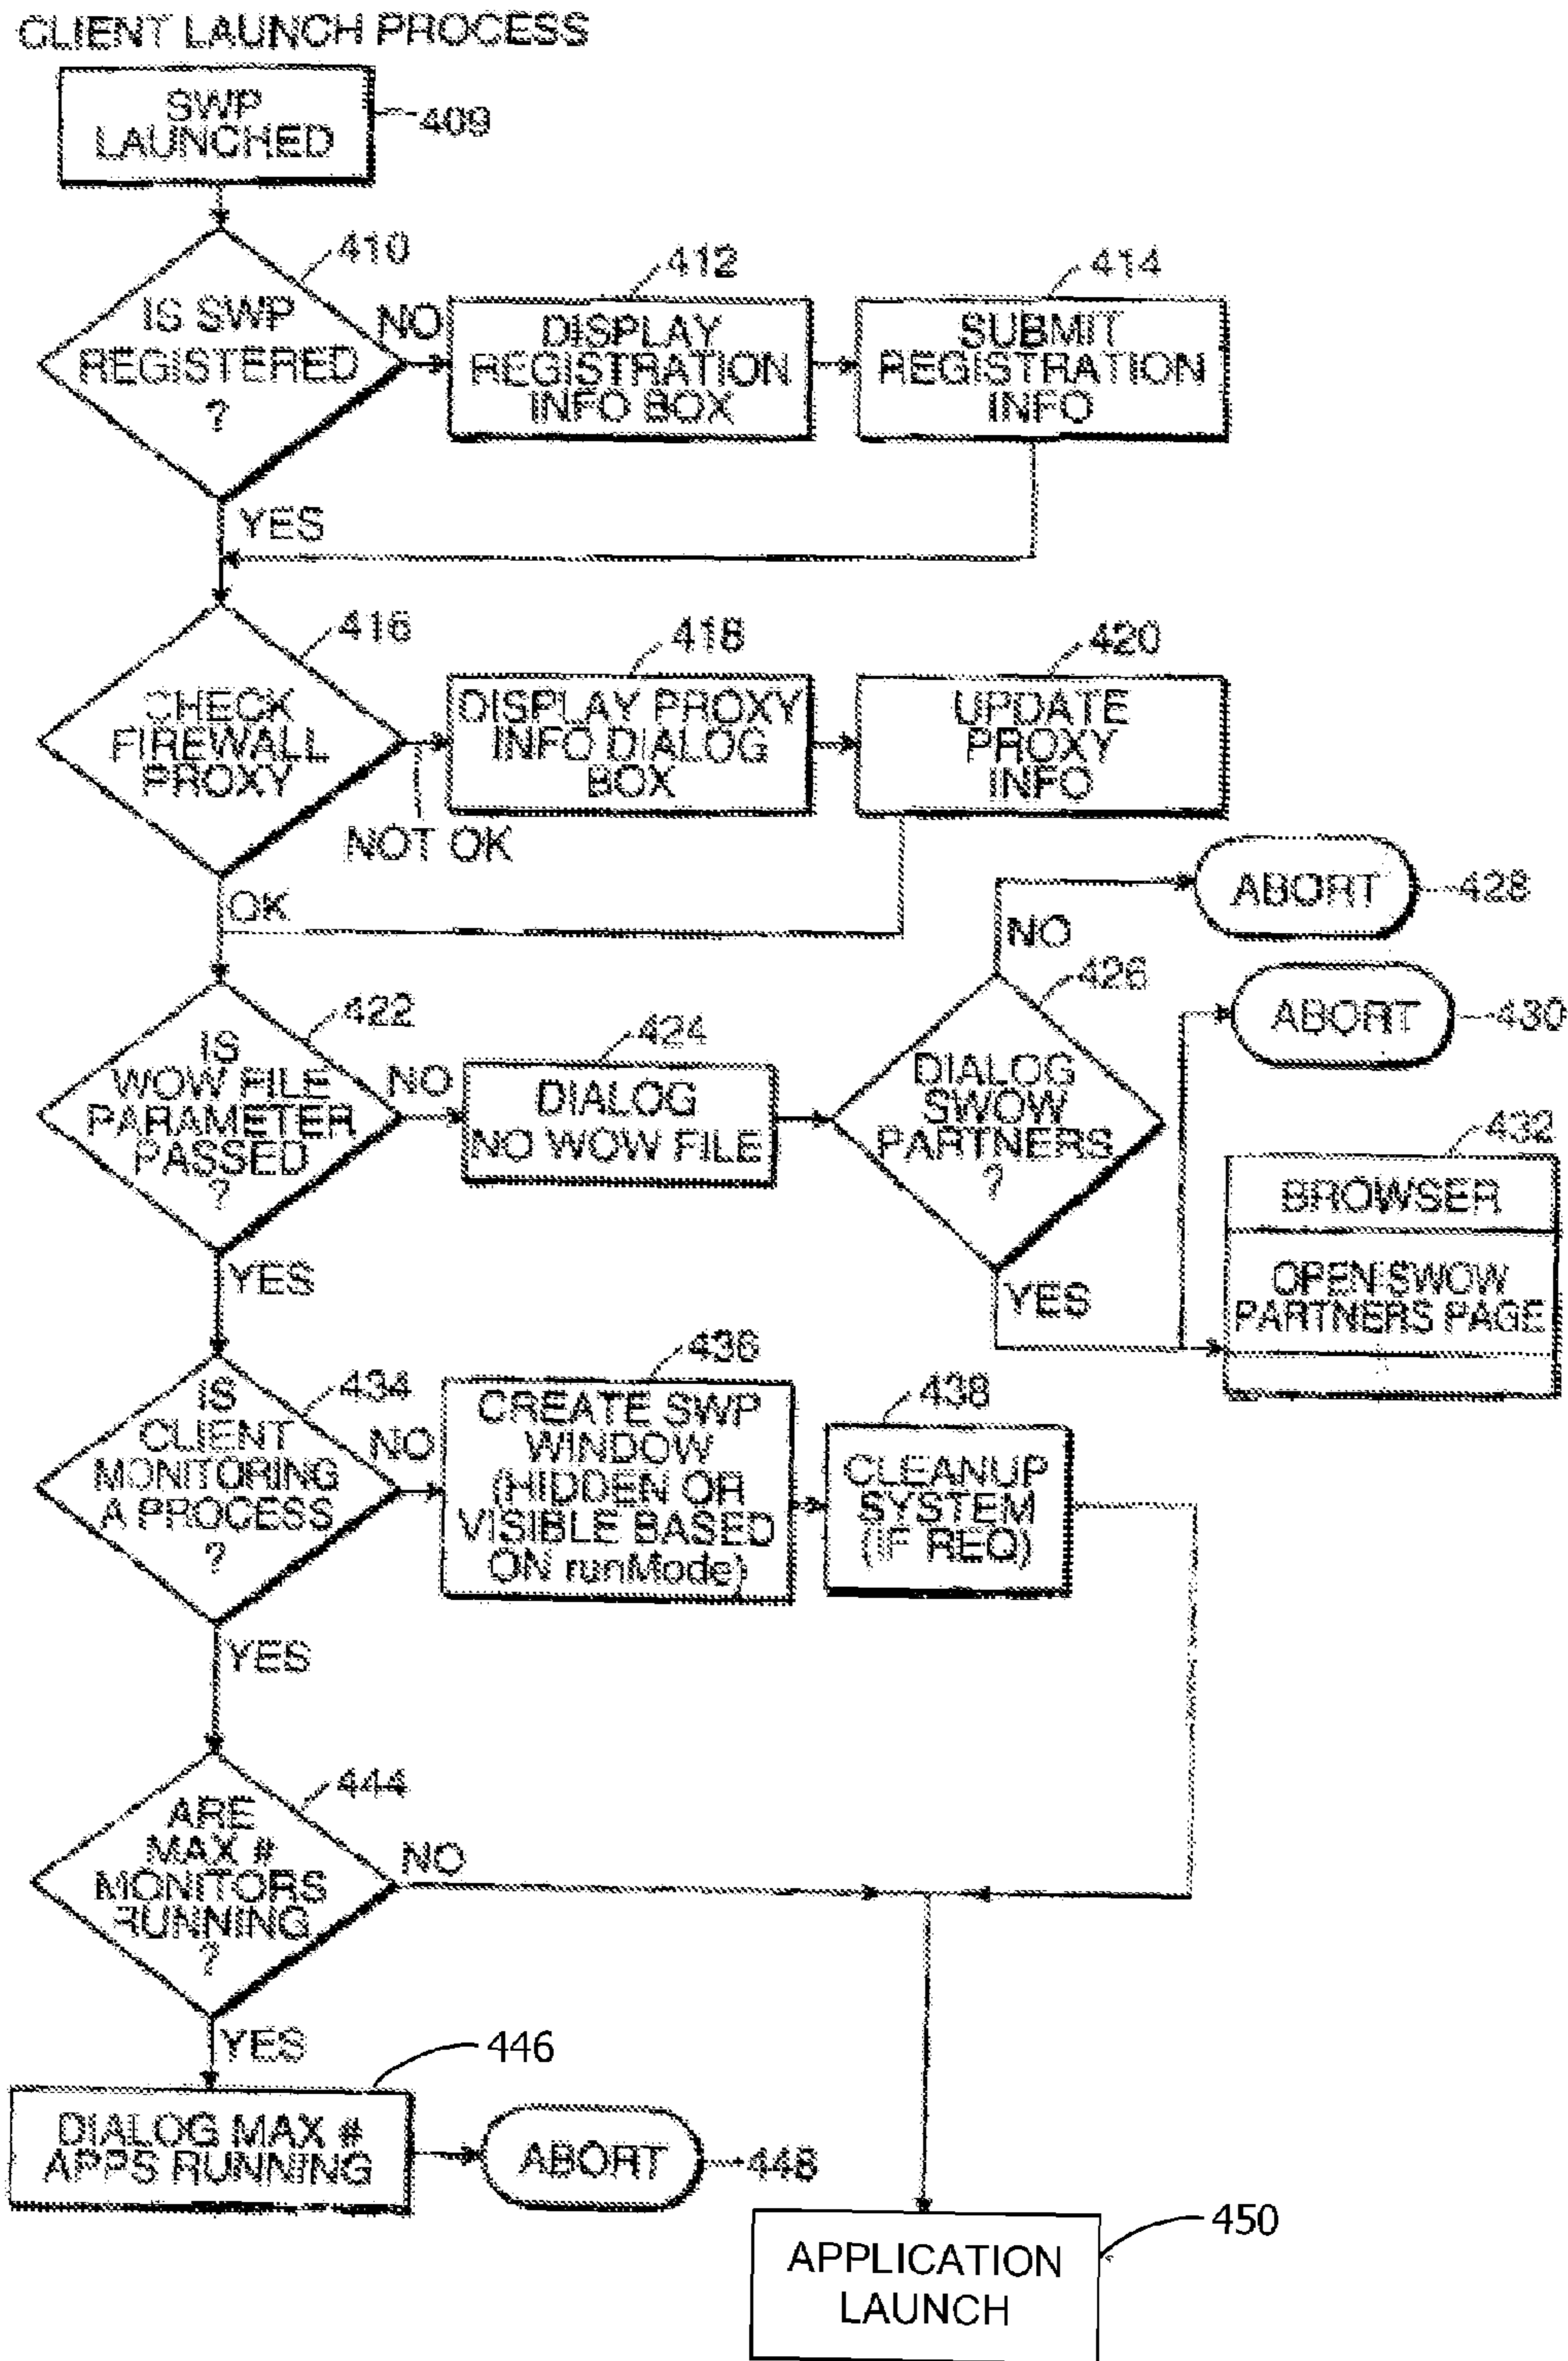 CLIENT LAUNCH PROCESS
SWP
LAUNCHED
409
410
IS SWP
REGISTERED
?
NO
412
DISPLAY
REGISTRATION
INFO BOX
414
SUBMIT
REGISTRATION
INFO
YES
416
CHECK
FIREWALL
PROXY
NOT OK
418
DISPLAY PROXY
INFO DIALOG
BOX
420
UPDATE
PROXY
INFO
OK
422
IS
WOW FILE
PARAMETER
PASSED
?
NO
424
DIALOG
NO WOW FILE
426
DIALOG
SWOW
PARTNERS
?
NO
ABORT
428
ABORT
430
YES
432
BROWSER
OPEN SWOW
PARTNERS PAGE
YES
434
IS
CLIENT
MONITORING
A PROCESS
?
NO
436
CREATE SWP
WINDOW
(HIDDEN OR
VISIBLE BASED
ON runMode)
438
CLEANUP
SYSTEM
(IF REQ)
YES
444
ARE
MAX #
MONITORS
RUNNING
?
NO
YES
446
DIALOG MAX #
APPS RUNNING
ABORT
448
450
APPLICATION
LAUNCH